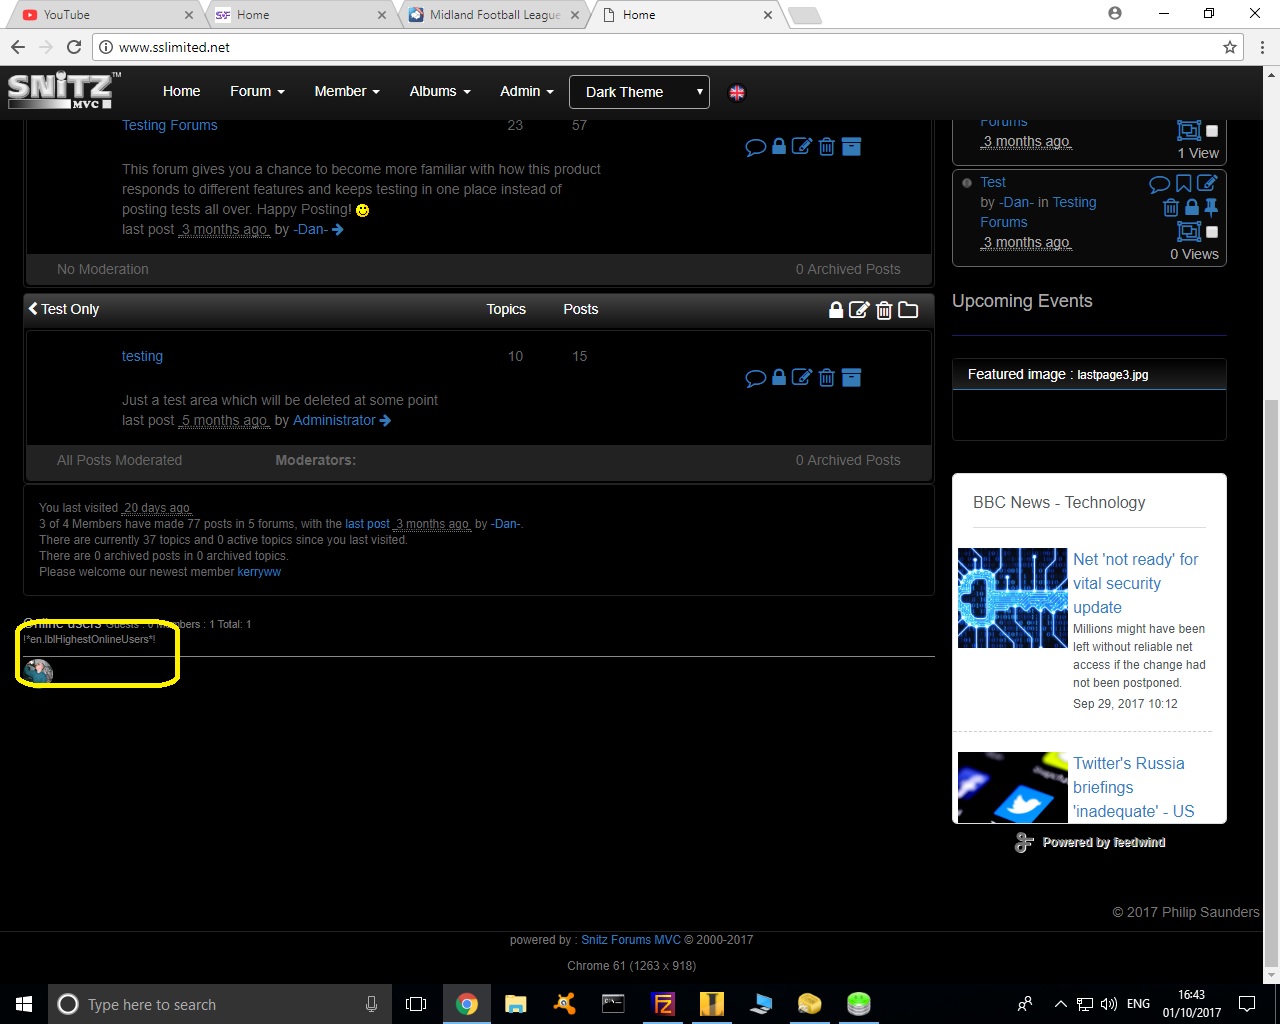 YouTube
Home
Midland Football League
Home
www.sslimited.net
SNiTZ™
MVC
Home Forum Member Albums Admin Dark Theme
Testing Forums 23 57
This forum gives you a chance to become more familiar with how this product
responds to different features and keeps testing in one place instead of
posting tests all over. Happy Posting!
last post 3 months ago by -Dan-
No Moderation 0 Archived Posts
Test Only Topics Posts
testing 10 15
Just a test area which will be deleted at some point
last post 5 months ago by Administrator
All Posts Moderated Moderators: 0 Archived Posts
You last visited 20 days ago
3 of 4 Members have made 77 posts in 5 forums, with the last post 3 months ago by -Dan-.
There are currently 37 topics and 0 active topics since you last visited.
There are 0 archived posts in 0 archived topics.
Please welcome our newest member kerryww
Online users Guests : 0 Members : 1 Total: 1
!*en.lblHighestOnlineUsers*!
Forums
3 months ago
1 View
Test
by -Dan- in Testing
Forums
3 months ago
0 Views
Upcoming Events
Featured image : lastpage3.jpg
BBC News - Technology
Net 'not ready' for
vital security
update
Millions might have been
left without reliable net
access if the change had
not been postponed.
Sep 29, 2017 10:12
Twitter's Russia
briefings
'inadequate' - US
Powered by feedwind
© 2017 Philip Saunders
powered by : Snitz Forums MVC © 2000-2017
Chrome 61 (1263 x 918)
Type here to search
ENG
16:43
01/10/2017